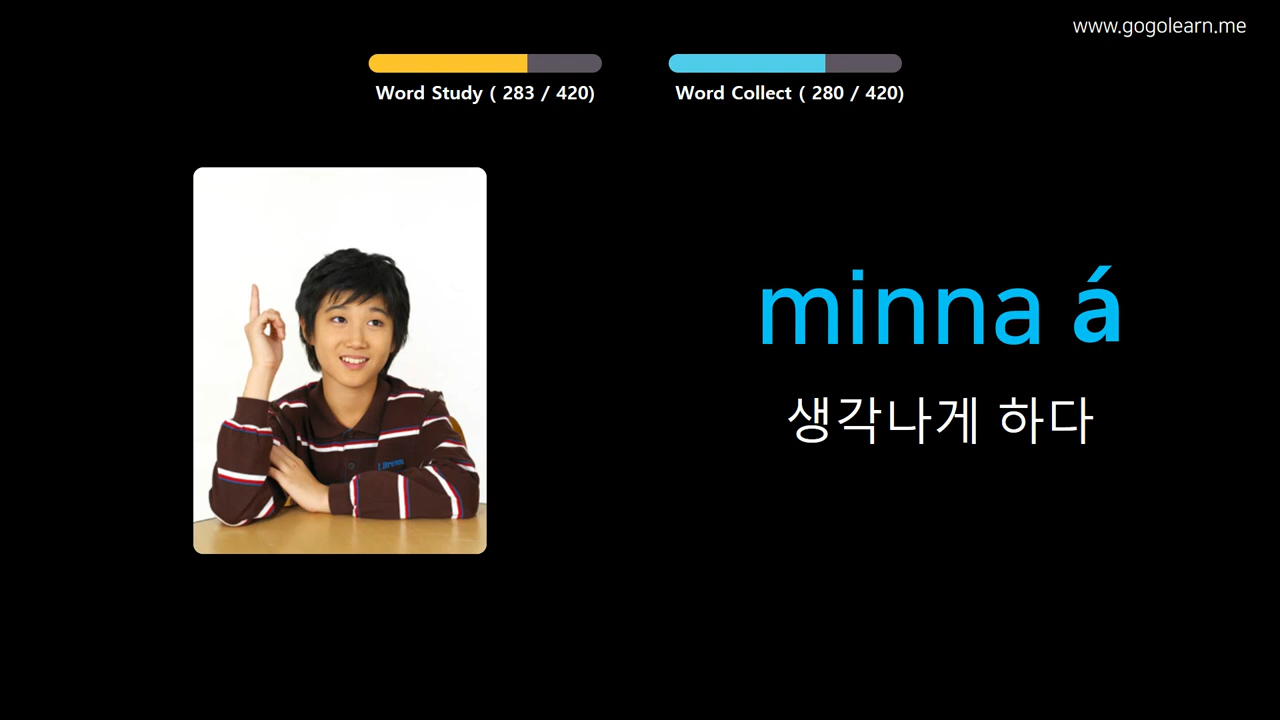 www.gogolearn.me
Word Study ( 283 / 420)
Word Collect ( 280 / 420)
minna á
생각나게 하다